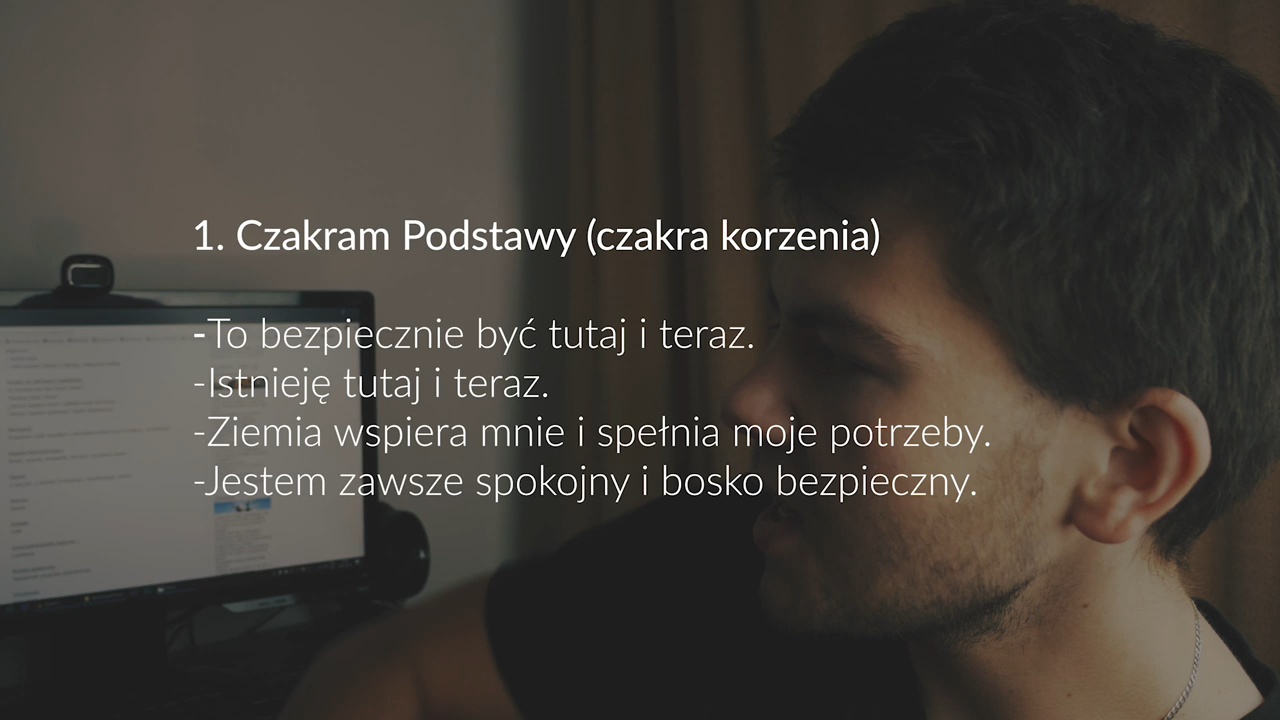 1. Czakram Podstawy (czakra korzenia)
-To bezpiecznie być tutaj i teraz.
-Istnieję tutaj i teraz.
-Ziemia wspiera mnie i spełnia moje potrzeby.
-Jestem zawsze spokojny i bosko bezpieczny.